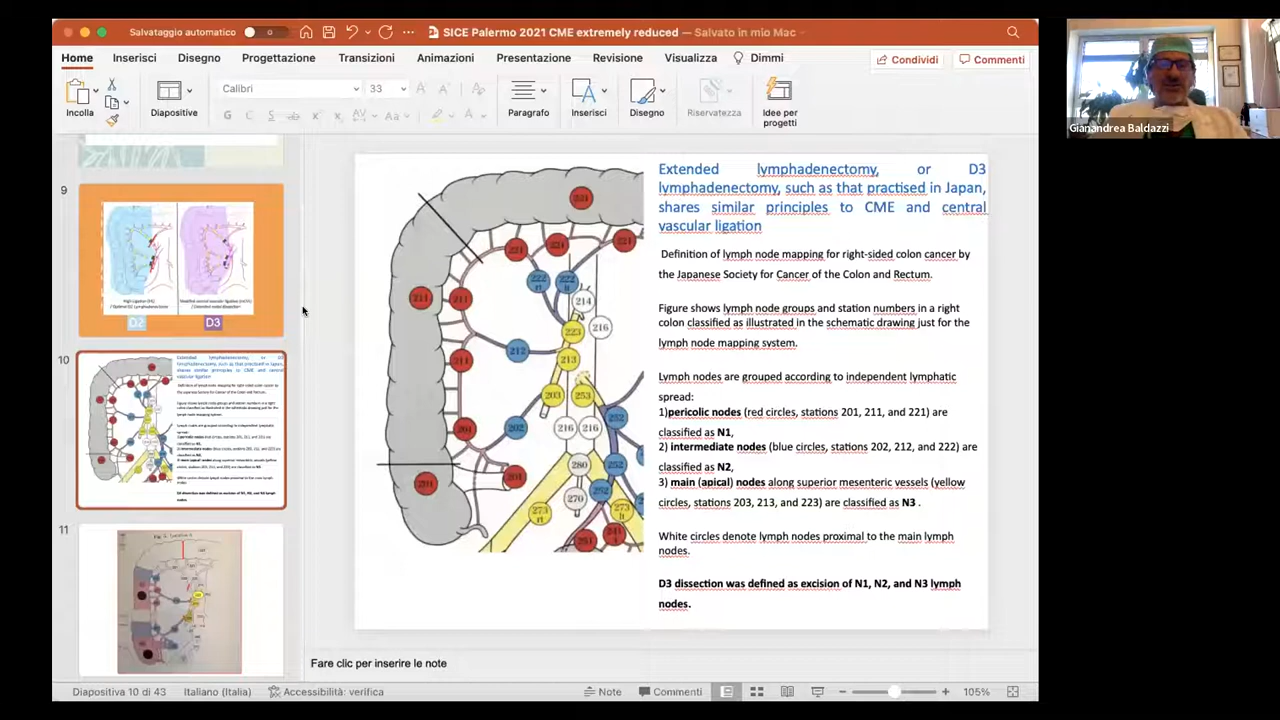 Salvataggio automatico
SICE Palermo 2021 CME extremely reduced — Salvato in mio Mac
Home Inserisci Disegno Progettazione Transizioni Animazioni Presentazione Revisione Visualizza Dimmi
Condividi Commenti
Calibri 33
Incolla Diapositive Paragrafo Inserisci Disegno Riservatezza Idee per progetti
G C S ab
Aa
Gianandrea Baldazzi
9
D2 D3
10
11
Extended lymphadenectomy, or D3
lymphadenectomy, such as that practised in Japan,
shares similar principles to CME and central
vascular ligation
Definition of lymph node mapping for right-sided colon cancer by
the Japanese Society for Cancer of the Colon and Rectum.
Figure shows lymph node groups and station numbers in a right
colon classified as illustrated in the schematic drawing just for the
lymph node mapping system.
Lymph nodes are grouped according to independent lymphatic
spread:
1)pericolic nodes (red circles, stations 201, 211, and 221) are
classified as N1,
2) intermediate nodes (blue circles, stations 202, 212, and 222) are
classified as N2,
3) main (apical) nodes along superior mesenteric vessels (yellow
circles, stations 203, 213, and 223) are classified as N3 .
White circles denote lymph nodes proximal to the main lymph
nodes.
D3 dissection was defined as excision of N1, N2, and N3 lymph
nodes.
221
221 221 221
222 rt 222
211 211 214
223 216
212 213
211
203 253
201 202 216 216
280
201 201 270
273 rt 273 lt
Fare clic per inserire le note
Diapositiva 10 di 43 Italiano (Italia) Accessibilità: verifica Note Commenti 105%